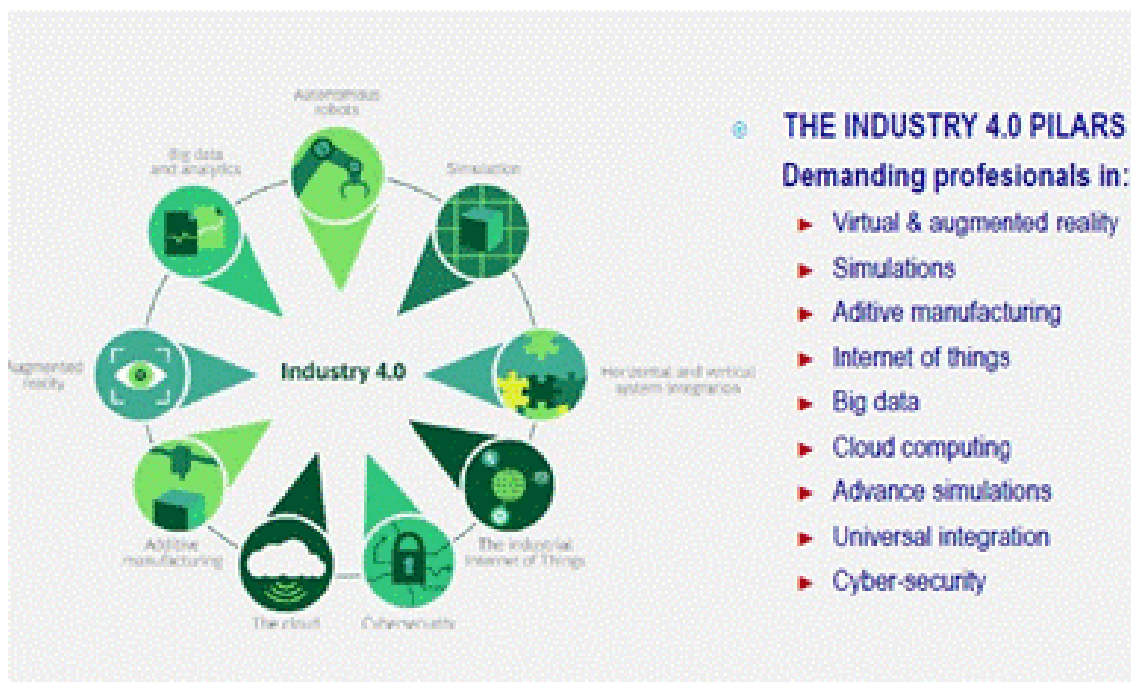 Autonomous
robots
Big data
and analytics
Simulation
Augmented
reality
Industry 4.0
Horizontal and vertical
system integration
Additive
manufacturing
The industrial
Internet of Things
The cloud
Cybersecurity
THE INDUSTRY 4.0 PILARS
Demanding profesionals in:
Virtual & augmented reality
Simulations
Aditive manufacturing
Internet of things
Big data
Cloud computing
Advance simulations
Universal integration
Cyber-security